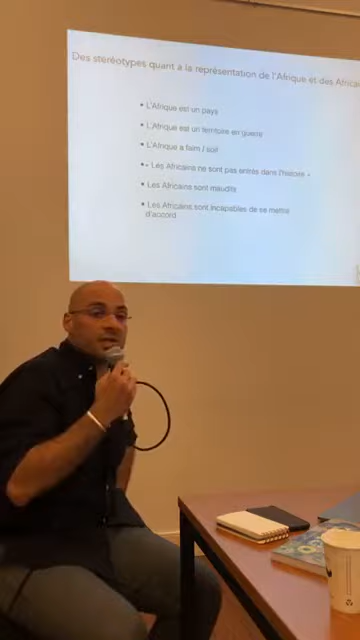 Des stéréotypes quant à la représentation de l'Afrique et des Africa
• L'Afrique est un pays
• L'Afrique est un territoire en guerre
• L'Afrique a faim / soif
• « Les Africains ne sont pas entrés dans l'histoire »
• Les Africains sont maudits
• Les Africains sont incapables de se mettre
d'accord